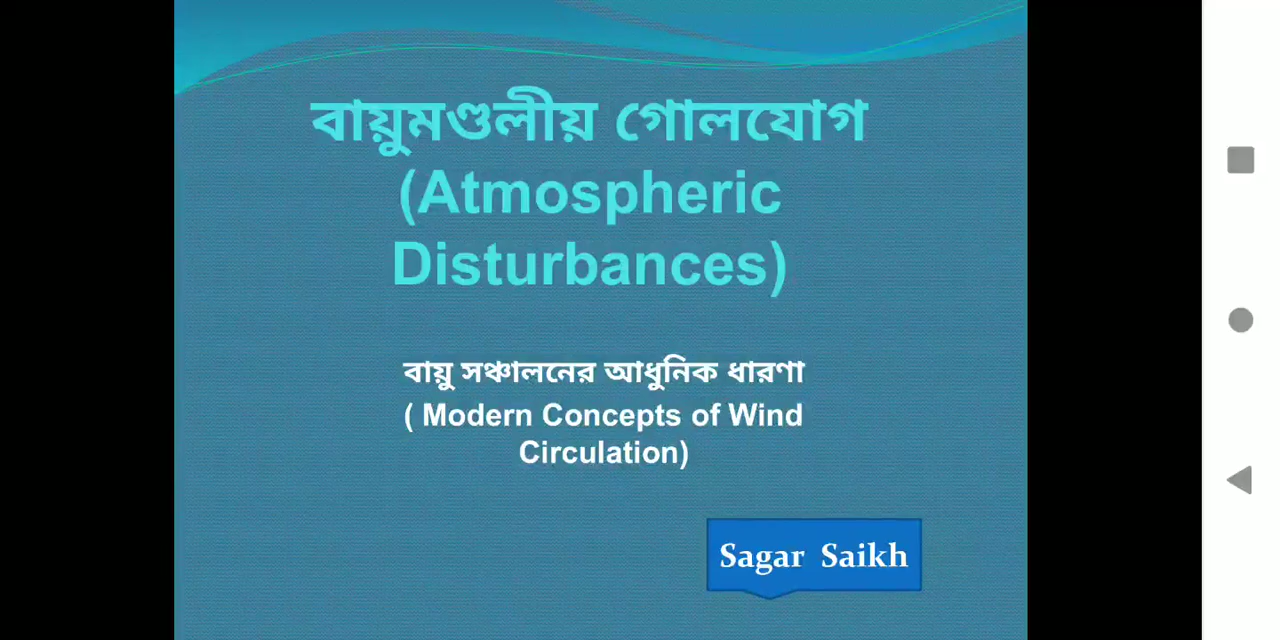 বায়ুমণ্ডলীয় গোলযোগ
(Atmospheric
Disturbances)
বায়ু সঞ্চালনের আধুনিক ধারণা
( Modern Concepts of Wind
Circulation)
Sagar Saikh